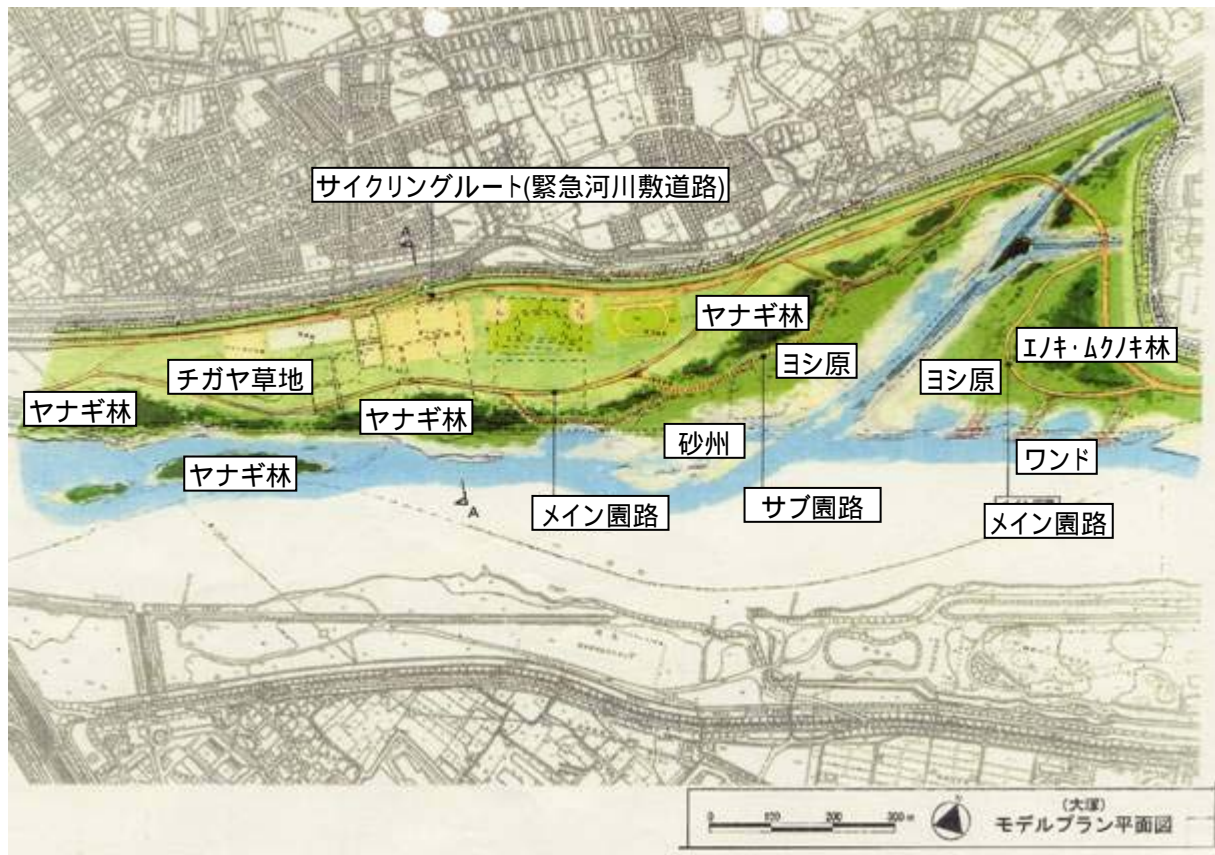 サイクリングルート(緊急河川敷道路)
A
ヤナギ林
ヨシ原
エノキ・ムクノキ林
チガヤ草地
ヨシ原
ヤナギ林
ヤナギ林
砂州
ワンド
ヤナギ林
メイン園路
サブ園路
メイン園路
A
0 100 200 300m
(大塚)
モデルプラン平面図